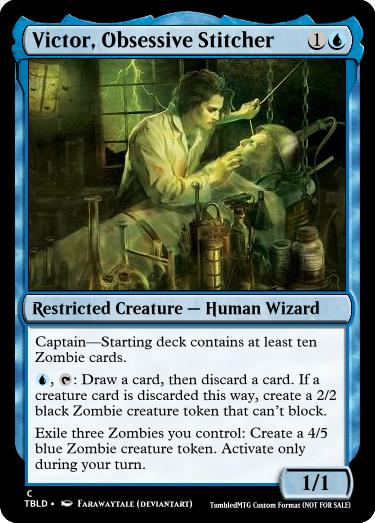 Victor, Obsessive Stitcher 1
Restricted Creature — Human Wizard
Captain—Starting deck contains at least ten
Zombie cards.
: Draw a card, then discard a card. If a
creature card is discarded this way, create a 2/2
black Zombie creature token that can't block.
Exile three Zombies you control: Create a 4/5
blue Zombie creature token. Activate only
during your turn.
1/1
C
TBLD • FARAWAYTALE (DEVIANTART)
TumblrMTG Custom Format (NOT FOR SALE)